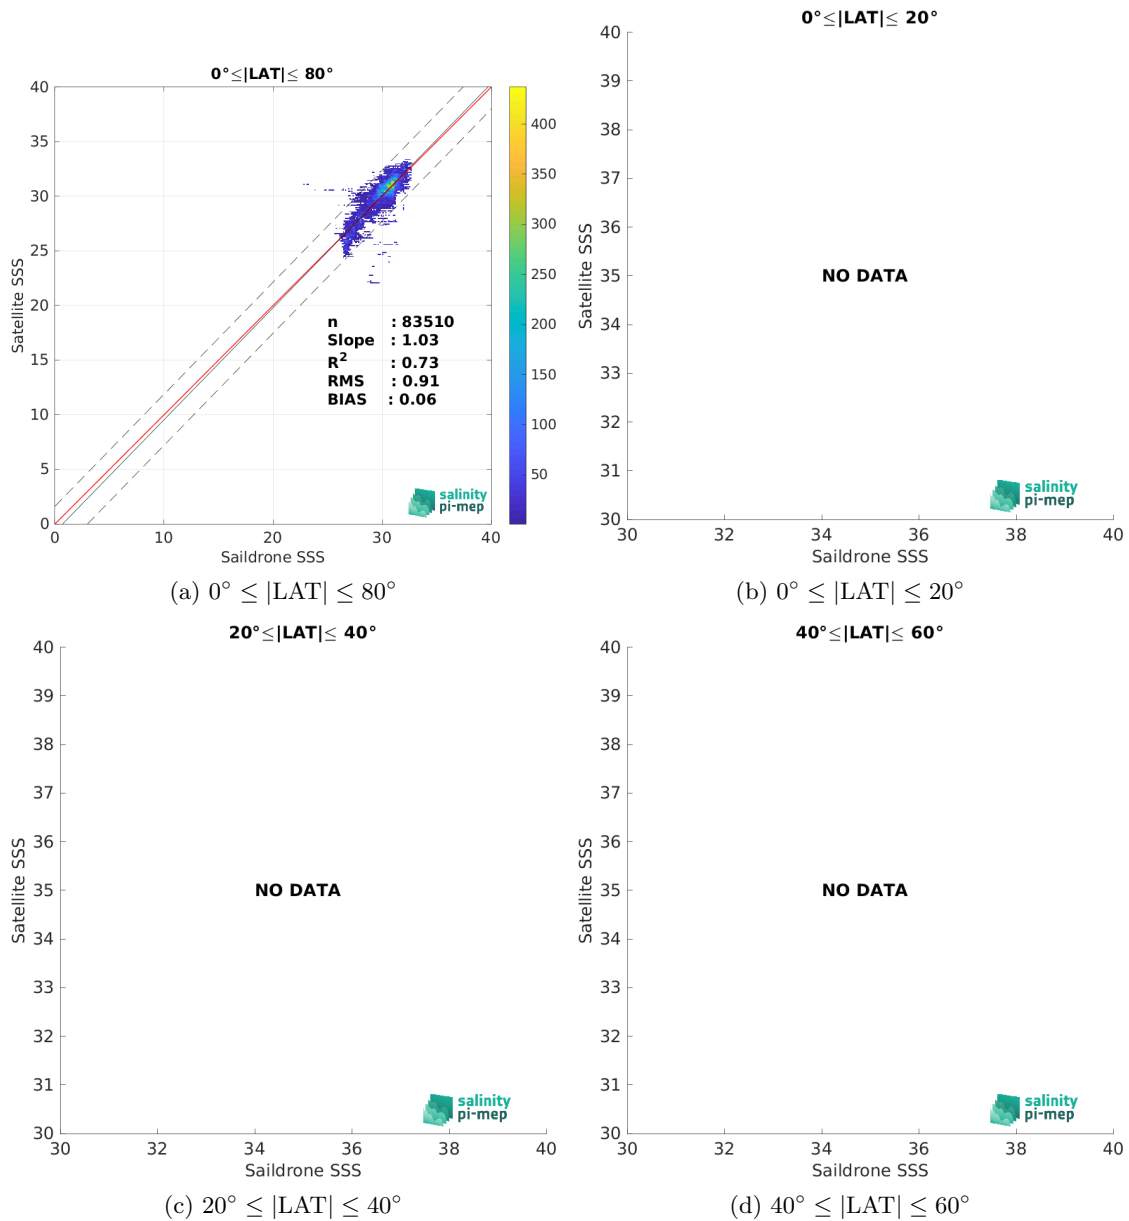 0°≤|LAT|≤ 80°
40
35
30
25
20
15
10
5
0
Satellite SSS
0
10
20
30
40
Saildrone SSS
n : 83510
Slope : 1.03
R² : 0.73
RMS : 0.91
BIAS : 0.06
400
350
300
250
200
150
100
50
salinity
pi-mep
(a) 0° ≤ |LAT| ≤ 80°
0°≤|LAT|≤ 20°
40
39
38
37
36
35
34
33
32
31
30
Satellite SSS
NO DATA
salinity
pi-mep
30
32
34
36
38
40
Saildrone SSS
(b) 0° ≤ |LAT| ≤ 20°
20°≤|LAT|≤ 40°
40
39
38
37
36
35
34
33
32
31
30
Satellite SSS
NO DATA
salinity
pi-mep
30
32
34
36
38
40
Saildrone SSS
(c) 20° ≤ |LAT| ≤ 40°
40°≤|LAT|≤ 60°
40
39
38
37
36
35
34
33
32
31
30
Satellite SSS
NO DATA
salinity
pi-mep
30
32
34
36
38
40
Saildrone SSS
(d) 40° ≤ |LAT| ≤ 60°